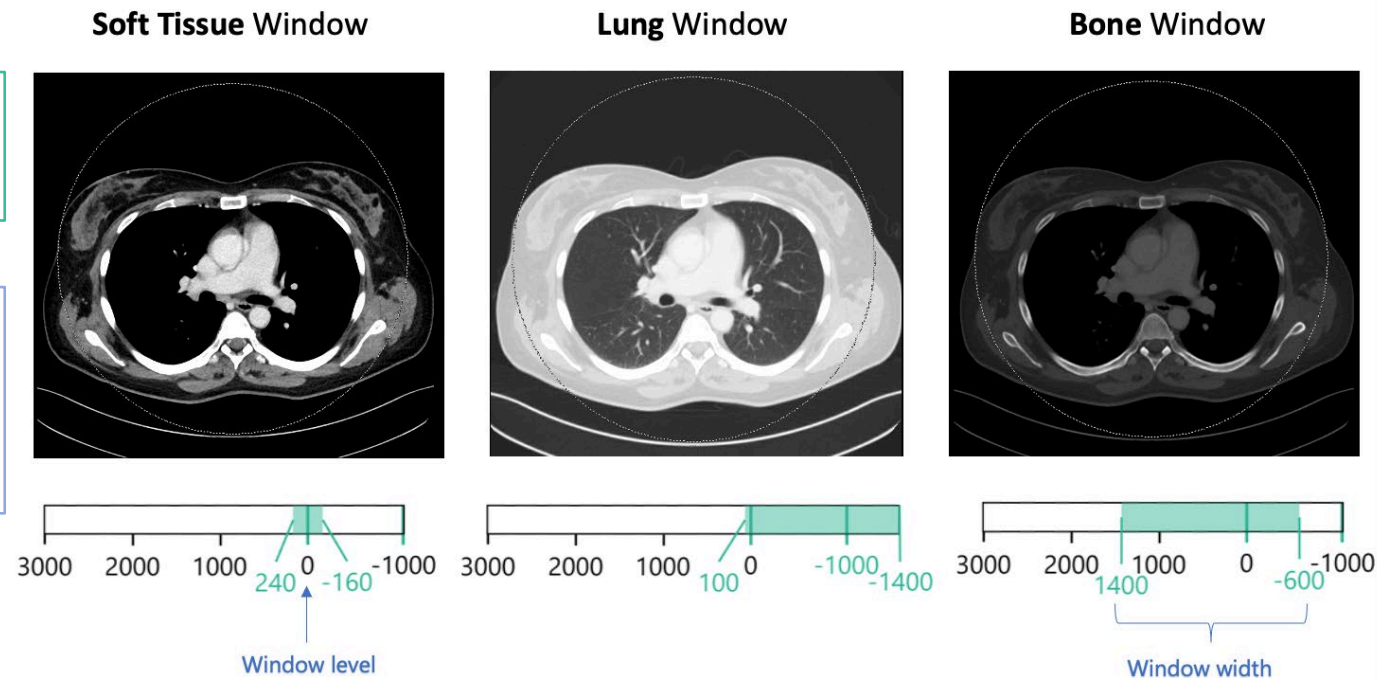 Soft Tissue Window
Lung Window
Bone Window
3000 2000 1000 0 -1000
240 -160
Window level
3000 2000 1000 0 -1000
100 -1400
3000 2000 1000 0 -1000
1400 -600
Window width